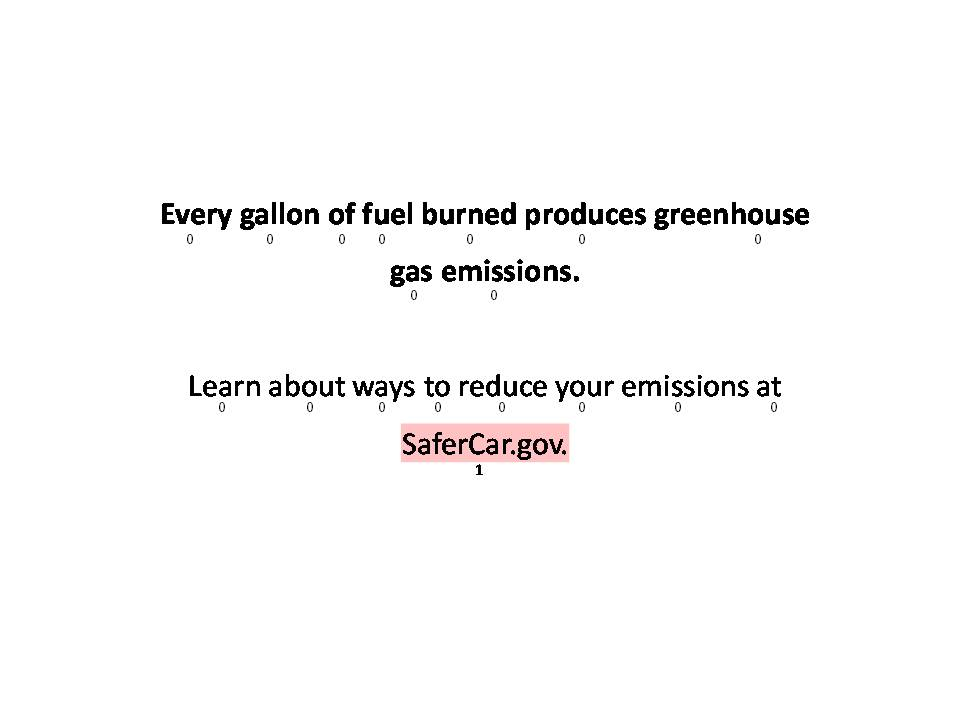 Every gallon of fuel burned produces greenhouse
0 0 0 0 0 0 0
gas emissions.
0 0
Learn about ways to reduce your emissions at
0 0 0 0 0 0 0 0
SaferCar.gov.
1